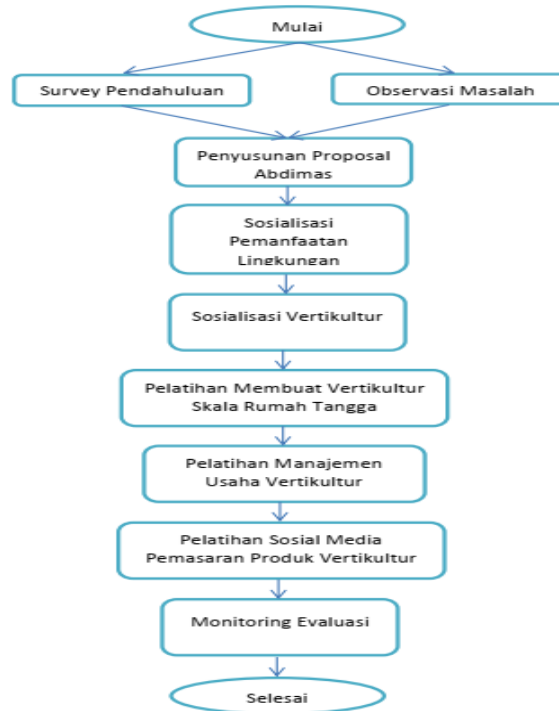 Mulai
Survey Pendahuluan
Observasi Masalah
Penyusunan Proposal
Abdimas
Sosialisasi
Pemanfaatan
Lingkungan
Sosialisasi Vertikultur
Pelatihan Membuat Vertikultur
Skala Rumah Tangga
Pelatihan Manajemen
Usaha Vertikultur
Pelatihan Sosial Media
Pemasaran Produk Vertikultur
Monitoring Evaluasi
Selesai